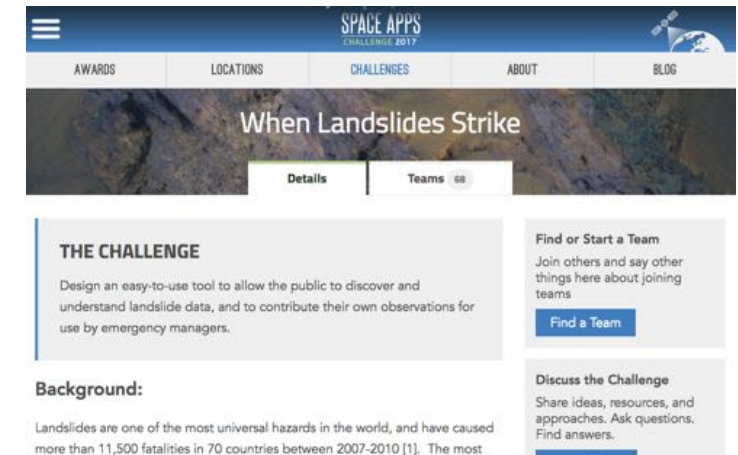 SPACE APPS
CHALLENGE 2017
AWARDS LOCATIONS CHALLENGES ABOUT BLOG
When Landslides Strike
Details Teams 68
THE CHALLENGE
Design an easy-to-use tool to allow the public to discover and
understand landslide data, and to contribute their own observations for
use by emergency managers.
Background:
Landslides are one of the most universal hazards in the world, and have caused
more than 11,500 fatalities in 70 countries between 2007-2010 [1]. The most
Find or Start a Team
Join others and say other
things here about joining
teams
Find a Team
Discuss the Challenge
Share ideas, resources, and
approaches. Ask questions.
Find answers.